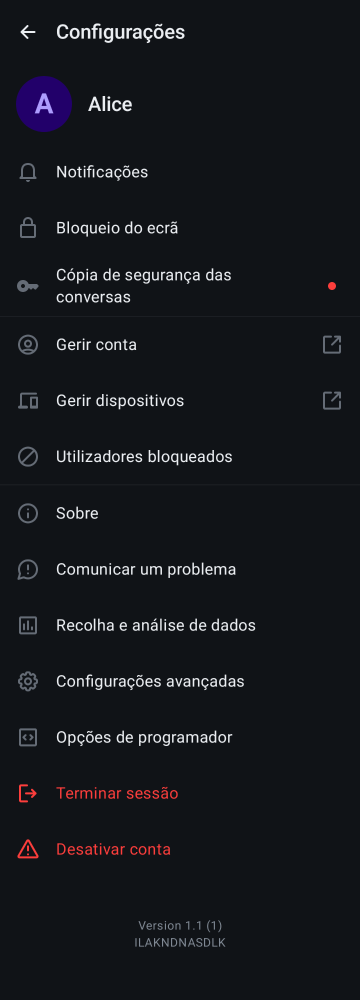 Configurações
A
Alice
Notificações
Bloqueio do ecrã
Cópia de segurança das
conversas
Gerir conta
Gerir dispositivos
Utilizadores bloqueados
Sobre
Comunicar um problema
Recolha e análise de dados
Configurações avançadas
Opções de programador
Terminar sessão
Desativar conta
Version 1.1 (1)
ILAKNDNASDLK